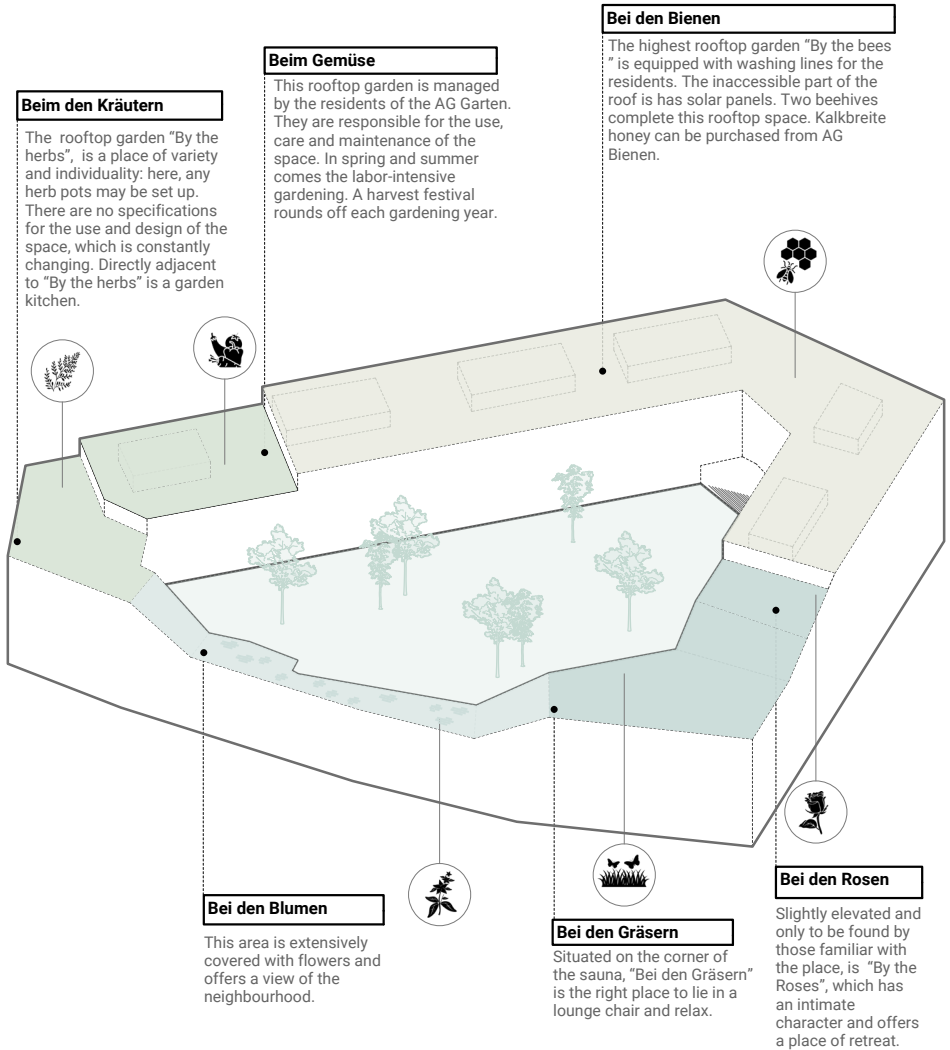 Beim den Kräutern
The  rooftop garden “By the
herbs”,  is a place of variety
and individuality: here, any
herb pots may be set up.
There are no specifications
for the use and design of the
space, which is constantly
changing. Directly adjacent
to “By the herbs” is a garden
kitchen.
Beim Gemüse
This rooftop garden is managed
by the residents of the AG Garten.
They are responsible for the use,
care and maintenance of the
space. In spring and summer
comes the labor-intensive
gardening. A harvest festival
rounds off each gardening year.
Bei den Bienen
The highest rooftop garden “By the bees
” is equipped with washing lines for the
residents. The inaccessible part of the
roof is has solar panels. Two beehives
complete this rooftop space. Kalkbreite
honey can be purchased from AG
Bienen.
Bei den Blumen
This area is extensively
covered with flowers and
offers a view of the
neighbourhood.
Bei den Gräsern
Situated on the corner of
the sauna, “Bei den Gräsern”
is the right place to lie in a
lounge chair and relax.
Bei den Rosen
Slightly elevated and
only to be found by
those familiar with
the place, is  “By the
Roses”, which has
an intimate
character and offers
a place of retreat.